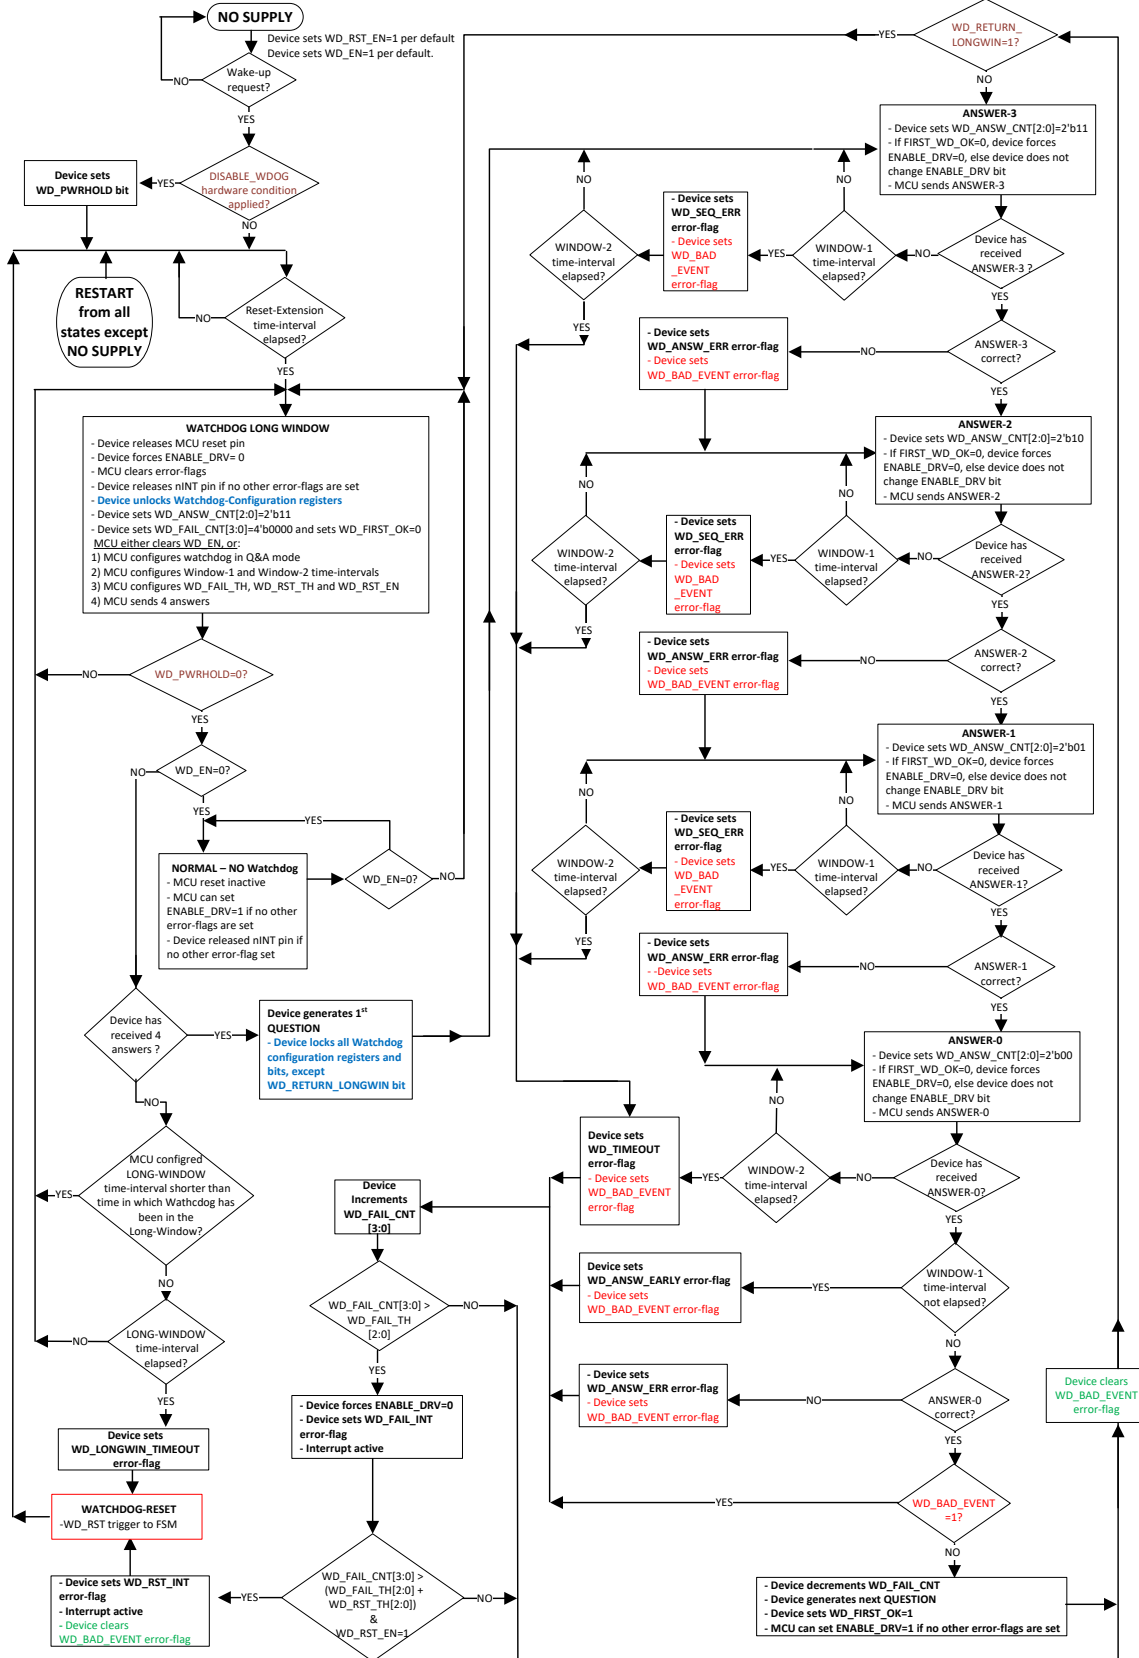 NO SUPPLY
Device sets WD_RST_EN=1 per default
Device sets WD_EN=1 per default.
Wake-up
request?
NO
YES
DISABLE_WDOG
hardware condition
applied?
YES
Device sets
WD_PWRHOLD bit
NO
RESTART
from all
states except
NO SUPPLY
Reset-Extension
time-interval
elapsed?
NO
YES
WATCHDOG LONG WINDOW
- Device releases MCU reset pin
- Device forces ENABLE_DRV= 0
- MCU clears error-flags
- Device releases nINT pin if no other error-flags are set
- Device unlocks Watchdog-Configuration registers
- Device sets WD_ANSW_CNT[2:0]=2'b11
- Device sets WD_FAIL_CNT[3:0]=4'b0000 and sets WD_FIRST_OK=0
MCU either clears WD_EN, or:
1) MCU configures watchdog in Q&A mode
2) MCU configures Window-1 and Window-2 time-intervals
3) MCU configures WD_FAIL_TH, WD_RST_TH and WD_RST_EN
4) MCU sends 4 answers
WD_PWRHOLD=0?
NO
YES
WD_EN=0?
NO
YES
YES
NORMAL – NO Watchdog
- MCU reset inactive
- MCU can set
ENABLE_DRV=1 if no other
error-flags are set
- Device released nINT pin if
no other error-flag set
WD_EN=0?
NO
Device has
received 4
answers ?
YES
Device generates 1st
QUESTION
- Device locks all Watchdog
configuration registers and
bits, except
WD_RETURN_LONGWIN bit
NO
MCU configred
LONG-WINDOW
time-interval shorter than
time in which Wathcdog has
been in the
Long-Window?
YES
NO
LONG-WINDOW
time-interval
elapsed?
NO
YES
Device sets
WD_LONGWIN_TIMEOUT
error-flag
WATCHDOG-RESET
-WD_RST trigger to FSM
- Device sets WD_RST_INT
error-flag
- Interrupt active
- Device clears
WD_BAD_EVENT error-flag
YES
WD_FAIL_CNT[3:0] >
(WD_FAIL_TH[2:0] +
WD_RST_TH[2:0])
&
WD_RST_EN=1
NO
Device
Increments
WD_FAIL_CNT
[3:0]
WD_FAIL_CNT[3:0] >
WD_FAIL_TH
[2:0]
NO
YES
- Device forces ENABLE_DRV=0
- Device sets WD_FAIL_INT
error-flag
- Interrupt active
WD_RETURN_
LONGWIN=1?
YES
NO
ANSWER-3
- Device sets WD_ANSW_CNT[2:0]=2'b11
- If FIRST_WD_OK=0, device forces
ENABLE_DRV=0, else device does not
change ENABLE_DRV bit
- MCU sends ANSWER-3
Device has
received
ANSWER-3 ?
NO
WINDOW-1
time-interval
elapsed?
NO
YES
- Device sets
WD_SEQ_ERR
error-flag
- Device sets
WD_BAD
_EVENT
error-flag
WINDOW-2
time-interval
elapsed?
NO
YES
YES
ANSWER-3
correct?
NO
- Device sets
WD_ANSW_ERR error-flag
- Device sets
WD_BAD_EVENT error-flag
YES
ANSWER-2
- Device sets WD_ANSW_CNT[2:0]=2'b10
- If FIRST_WD_OK=0, device forces
ENABLE_DRV=0, else device does not
change ENABLE_DRV bit
- MCU sends ANSWER-2
Device has
received
ANSWER-2?
NO
WINDOW-1
time-interval
elapsed?
NO
YES
- Device sets
WD_SEQ_ERR
error-flag
- Device sets
WD_BAD
_EVENT
error-flag
WINDOW-2
time-interval
elapsed?
NO
YES
YES
ANSWER-2
correct?
NO
- Device sets
WD_ANSW_ERR error-flag
- Device sets
WD_BAD_EVENT error-flag
YES
ANSWER-1
- Device sets WD_ANSW_CNT[2:0]=2'b01
- If FIRST_WD_OK=0, device forces
ENABLE_DRV=0, else device does not
change ENABLE_DRV bit
- MCU sends ANSWER-1
Device has
received
ANSWER-1?
NO
WINDOW-1
time-interval
elapsed?
NO
YES
- Device sets
WD_SEQ_ERR
error-flag
- Device sets
WD_BAD
_EVENT
error-flag
WINDOW-2
time-interval
elapsed?
NO
YES
YES
ANSWER-1
correct?
NO
- Device sets
WD_ANSW_ERR error-flag
- -Device sets
WD_BAD_EVENT error-flag
YES
ANSWER-0
- Device sets WD_ANSW_CNT[2:0]=2'b00
- If FIRST_WD_OK=0, device forces
ENABLE_DRV=0, else device does not
change ENABLE_DRV bit
- MCU sends ANSWER-0
Device has
received
ANSWER-0?
NO
WINDOW-2
time-interval
elapsed?
NO
YES
Device sets
WD_TIMEOUT
error-flag
- Device sets
WD_BAD_EVENT
error-flag
YES
WINDOW-1
time-interval
not elapsed?
YES
Device sets
WD_ANSW_EARLY error-flag
- Device sets
WD_BAD_EVENT error-flag
NO
ANSWER-0
correct?
NO
- Device sets
WD_ANSW_ERR error-flag
- Device sets
WD_BAD_EVENT error-flag
YES
WD_BAD_EVENT
=1?
YES
NO
- Device decrements WD_FAIL_CNT
- Device generates next QUESTION
- Device sets WD_FIRST_OK=1
- MCU can set ENABLE_DRV=1 if no other error-flags are set
Device clears
WD_BAD_EVENT
error-flag